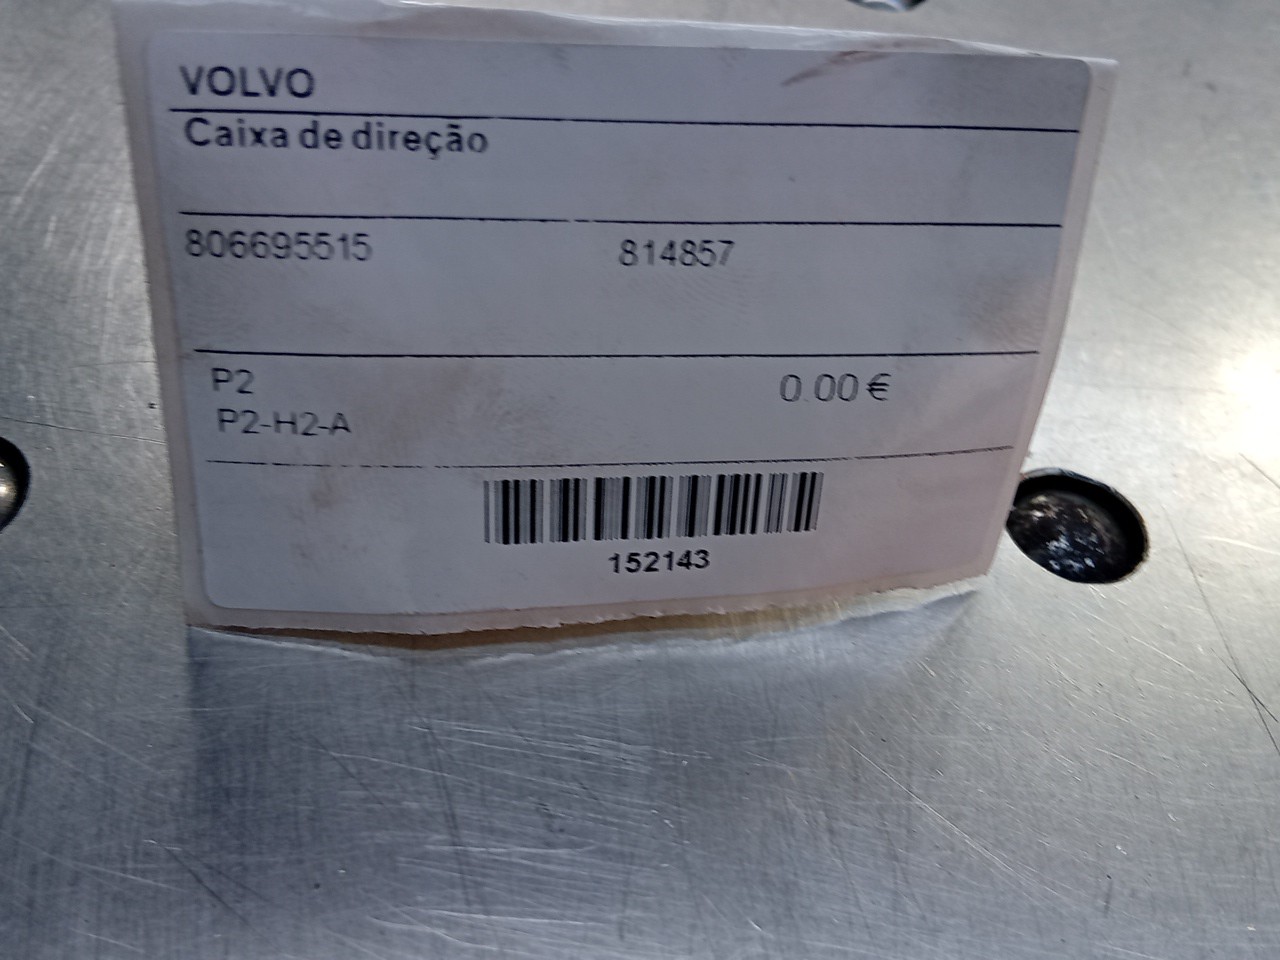 VOLVO
Caixa de direção
806695515 814857
P2 0.00€
P2-H2-A
152143